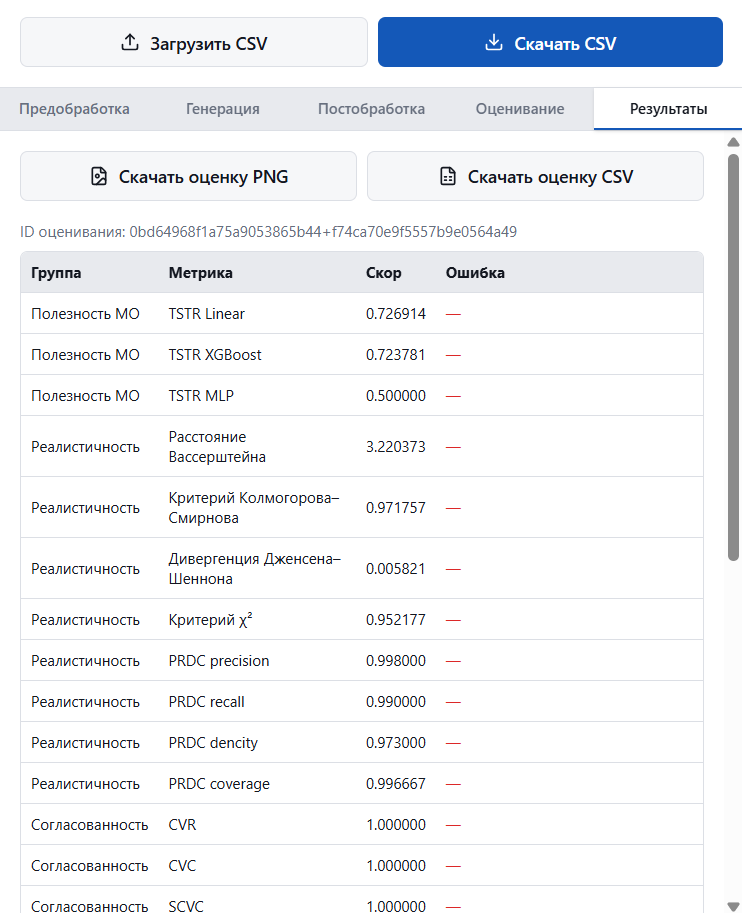 Загрузить CSV
Скачать CSV
Предобработка Генерация Постобработка Оценивание Результаты
Скачать оценку PNG
Скачать оценку CSV
ID оценивания: 0bd64968f1a75a9053865b44+f74ca70e9f5557b9e0564a49
Группа Метрика Скор Ошибка
Полезность МО TSTR Linear 0.726914 —
Полезность МО TSTR XGBoost 0.723781 —
Полезность МО TSTR MLP 0.500000 —
Реалистичность Расстояние
Вассерштейна 3.220373 —
Реалистичность Критерий Колмогорова–
Смирнова 0.971757 —
Реалистичность Дивергенция Дженсена–
Шеннона 0.005821 —
Реалистичность Критерий χ² 0.952177 —
Реалистичность PRDC precision 0.998000 —
Реалистичность PRDC recall 0.990000 —
Реалистичность PRDC dencity 0.973000 —
Реалистичность PRDC coverage 0.996667 —
Согласованность CVR 1.000000 —
Согласованность CVC 1.000000 —
Согласованность SCVC 1.000000 —